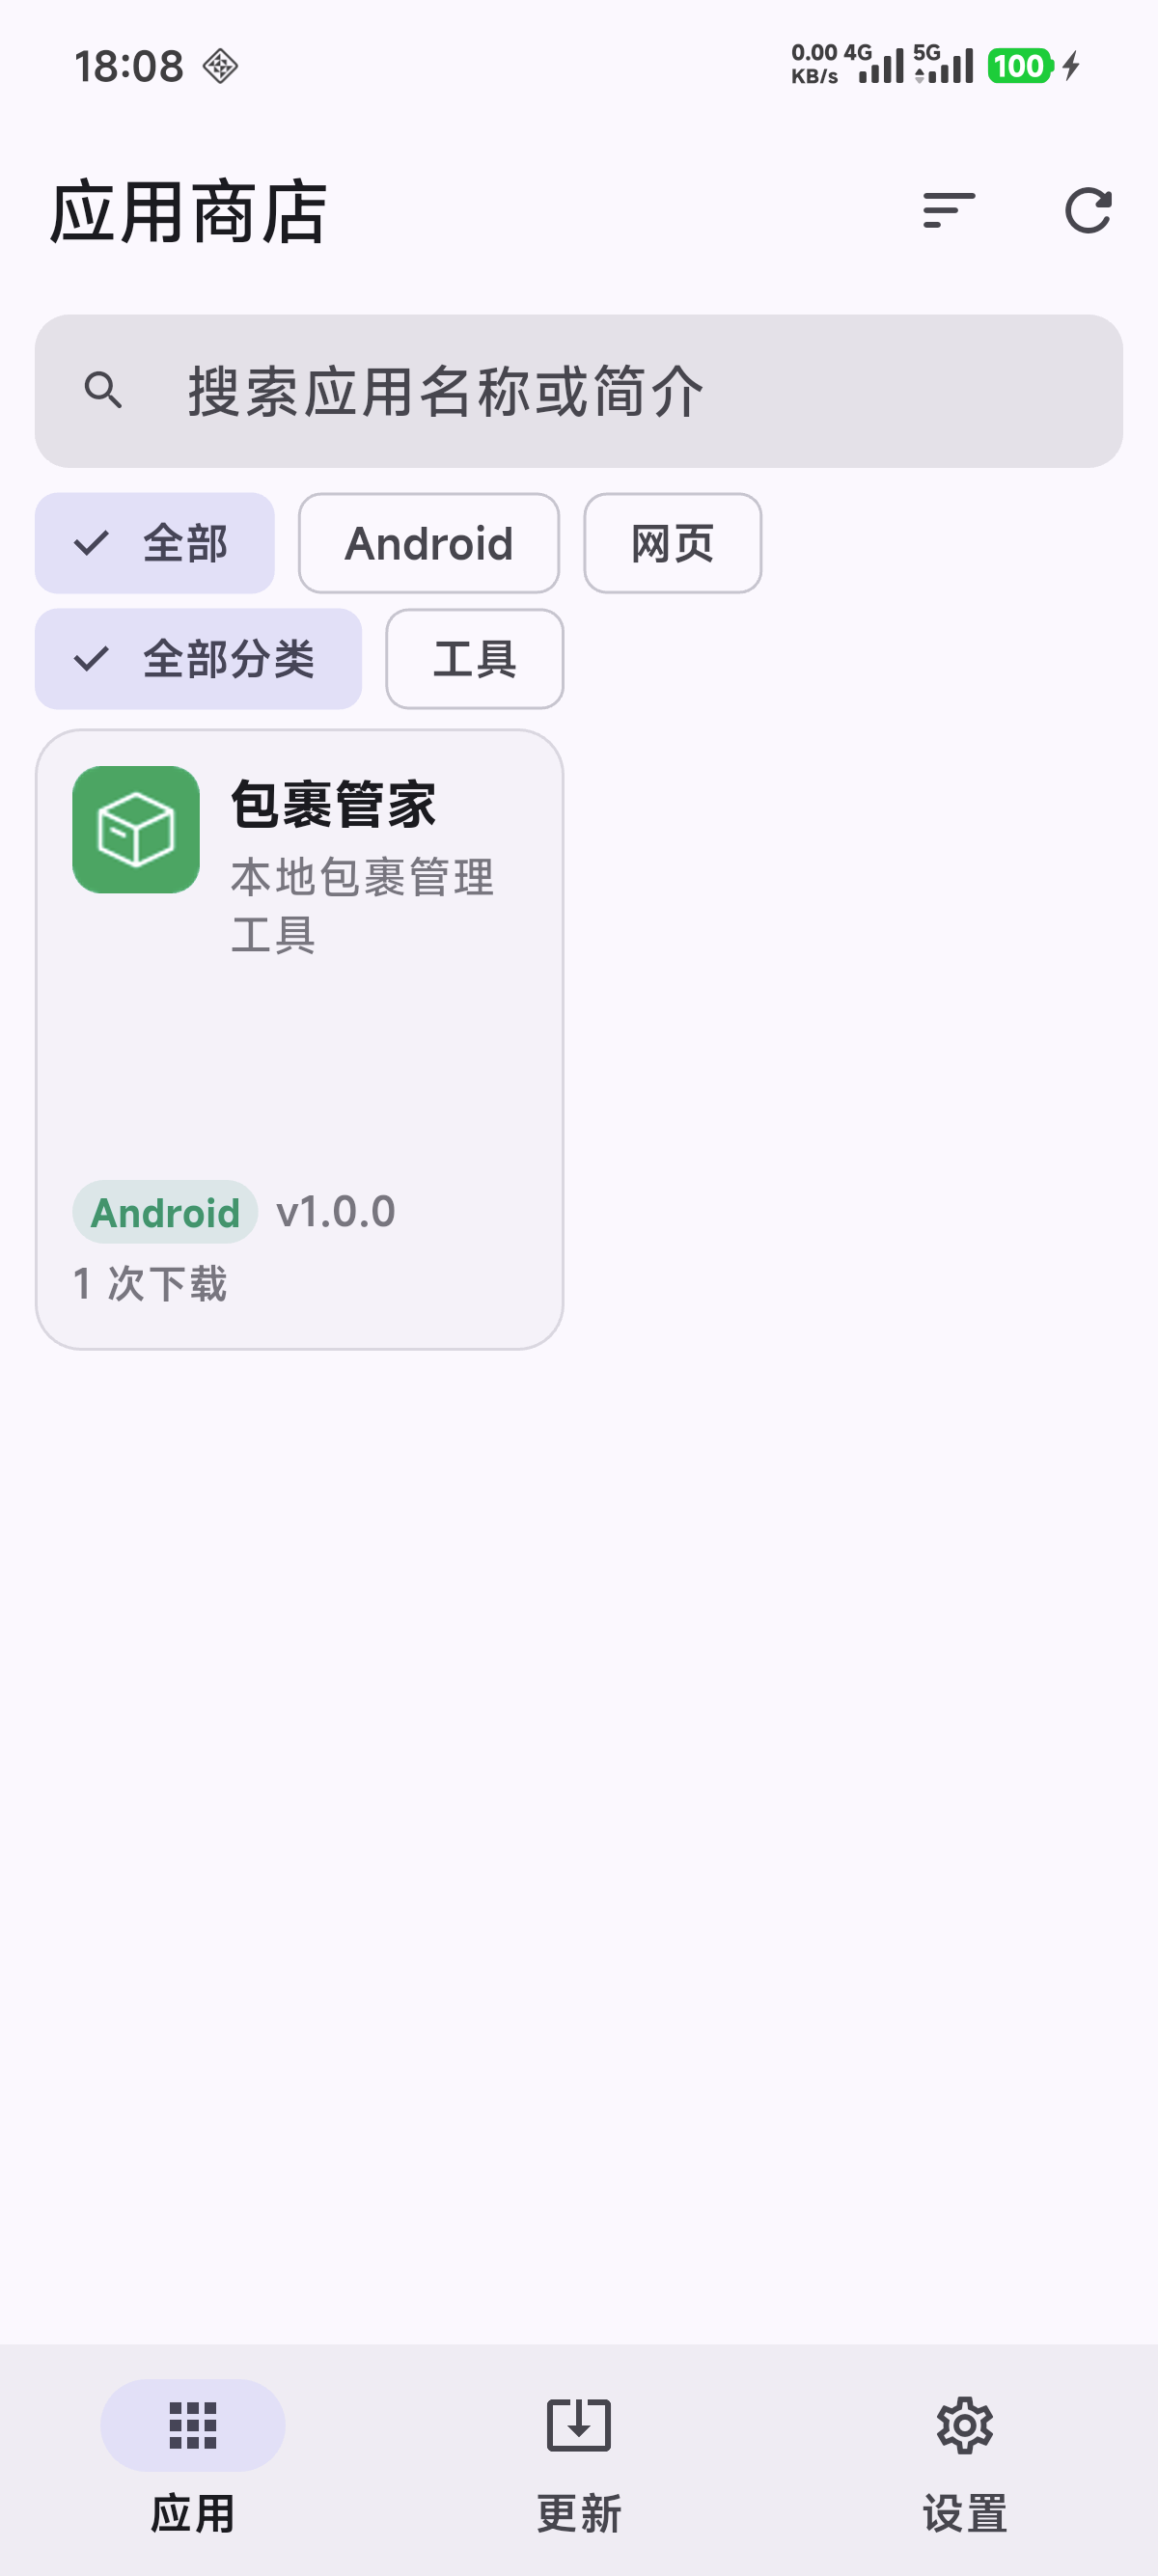 18:08
0.00 4G 5G 100
KB/s
应用商店
搜索应用名称或简介
全部 Android 网页
全部分类 工具
包裹管家
本地包裹管理
工具
Android v1.0.0
1 次下载
应用 更新 设置